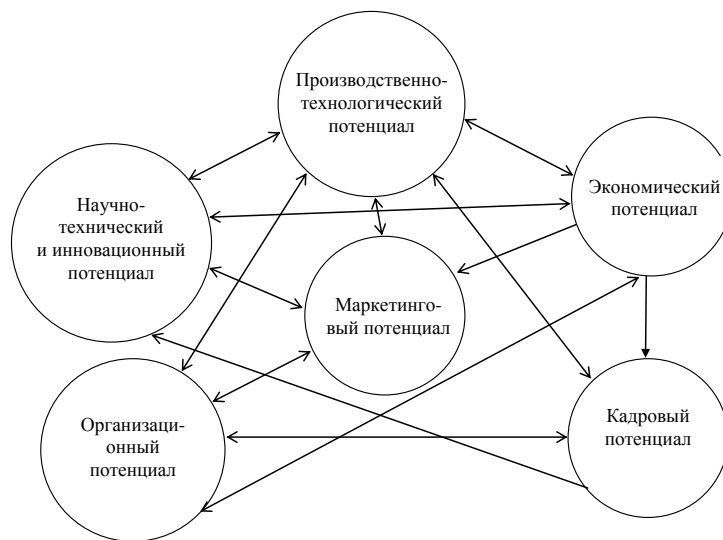 Производственно-
технологический
потенциал
Экономический
потенциал
Научно-
технический
и инновационный
потенциал
Маркетинго-
вый потенциал
Организаци-
онный
потенциал
Кадровый
потенциал